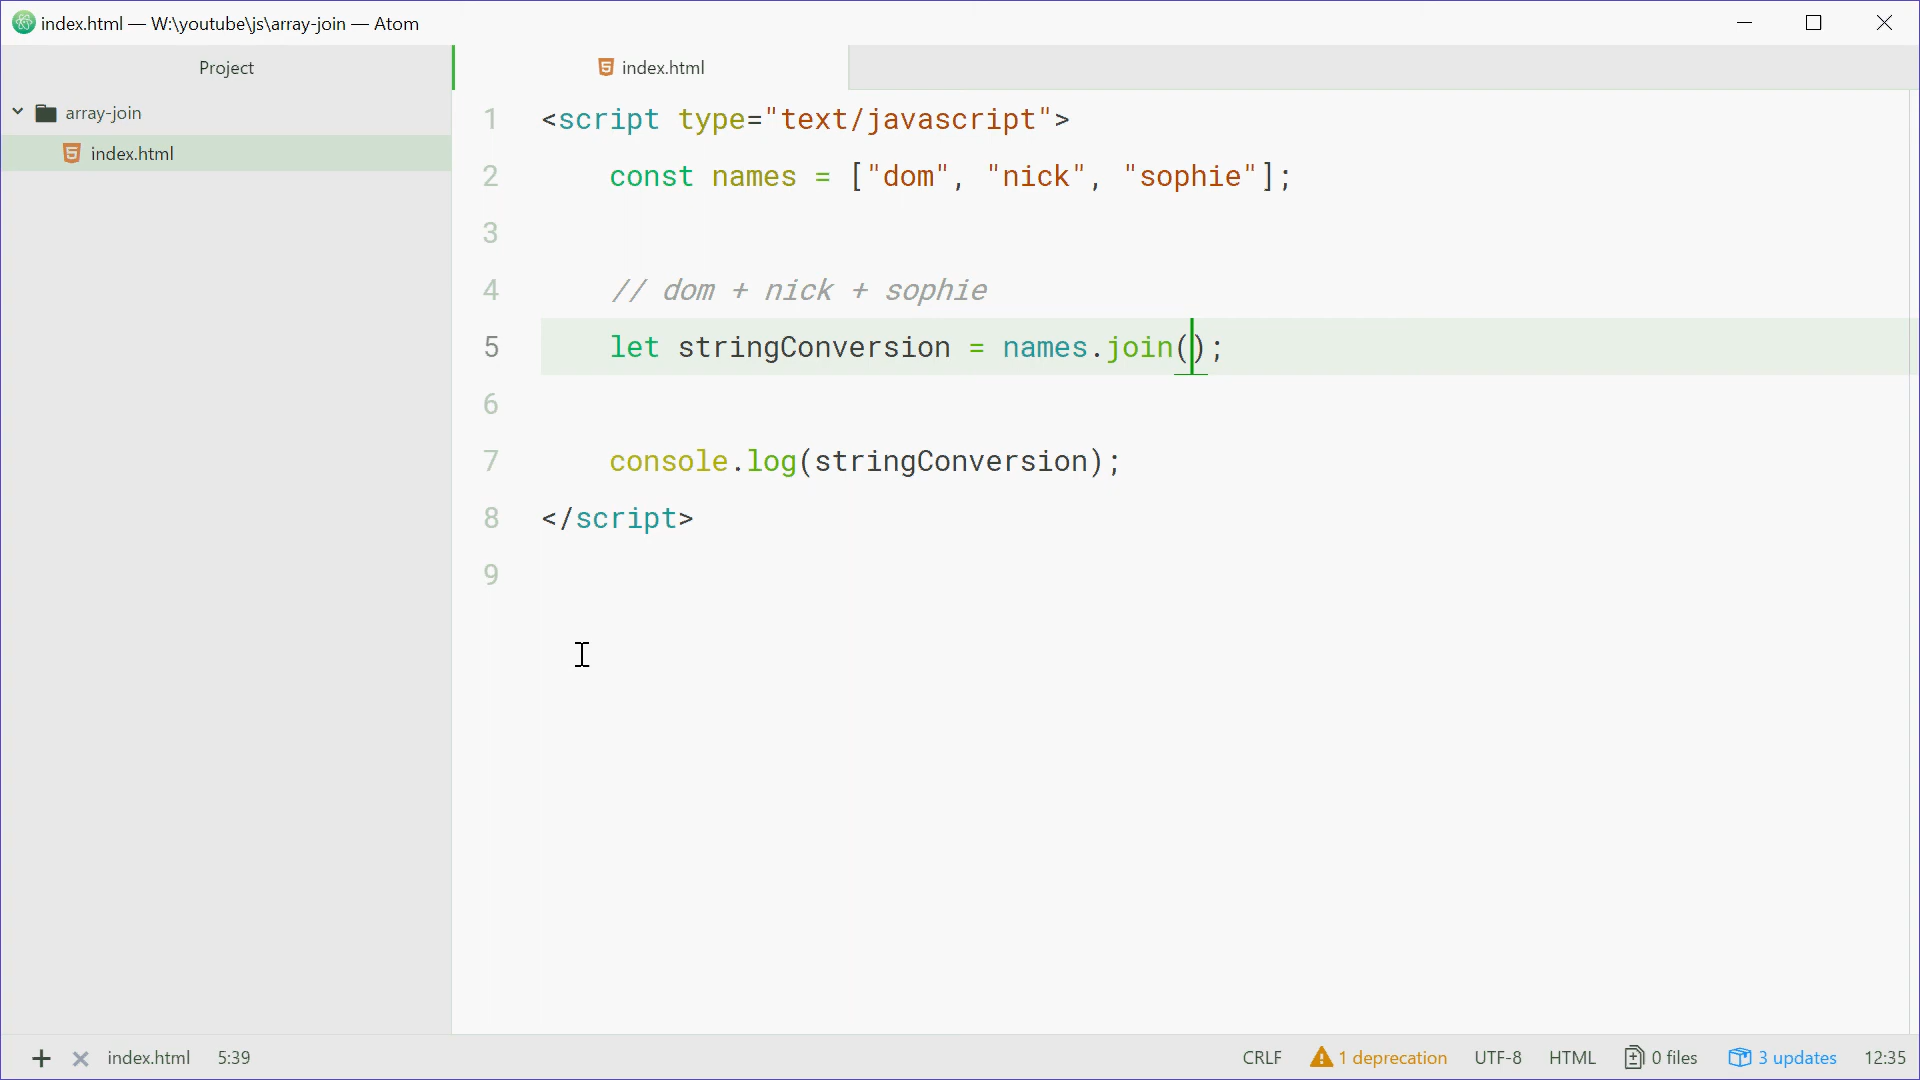 index.html — W:\youtube\js\array-join — Atom
Project
index.html
array-join
index.html
1 <script type="text/javascript">
2 const names = ["dom", "nick", "sophie"];
3
4 // dom + nick + sophie
5 let stringConversion = names.join();
6
7 console.log(stringConversion);
8 </script>
9
index.html 5:39 CRLF 1 deprecation UTF-8 HTML 0 files 3 updates 12:35